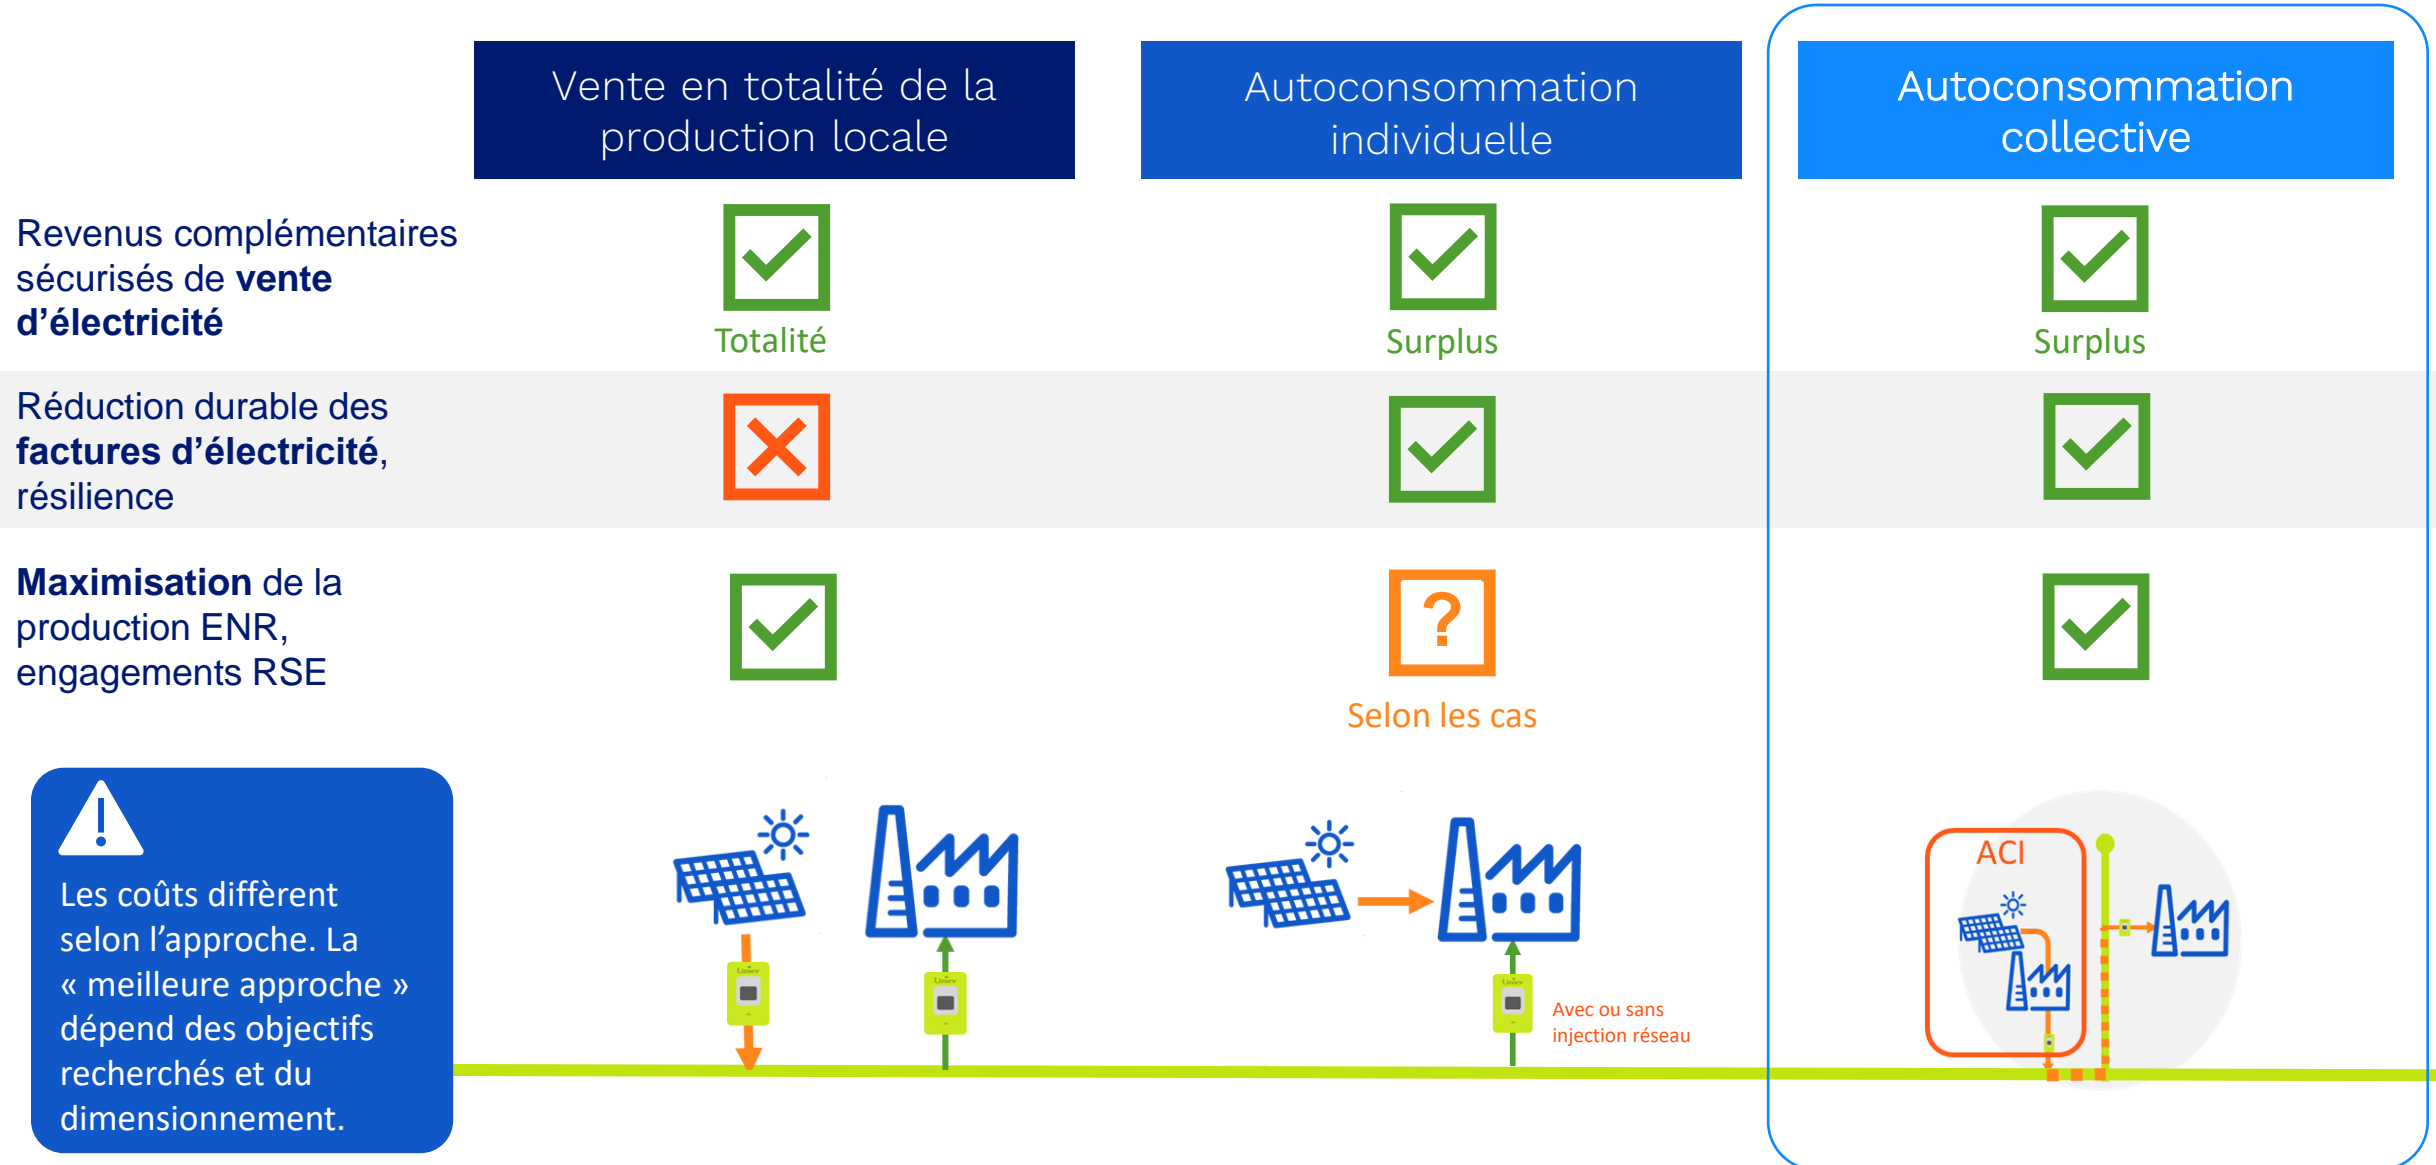 Vente en totalité de la
production locale
Autoconsommation
individuelle
Autoconsommation
collective
Revenus complémentaires
sécurisés de vente
d’électricité
Totalité
Surplus
Surplus
Réduction durable des
factures d’électricité,
résilience
Maximisation de la
production ENR,
engagements RSE
?
Selon les cas
!
Les coûts diffèrent
selon l’approche. La
« meilleure approche »
dépend des objectifs
recherchés et du
dimensionnement.
Linky
Linky
Linky
Avec ou sans
injection réseau
ACI